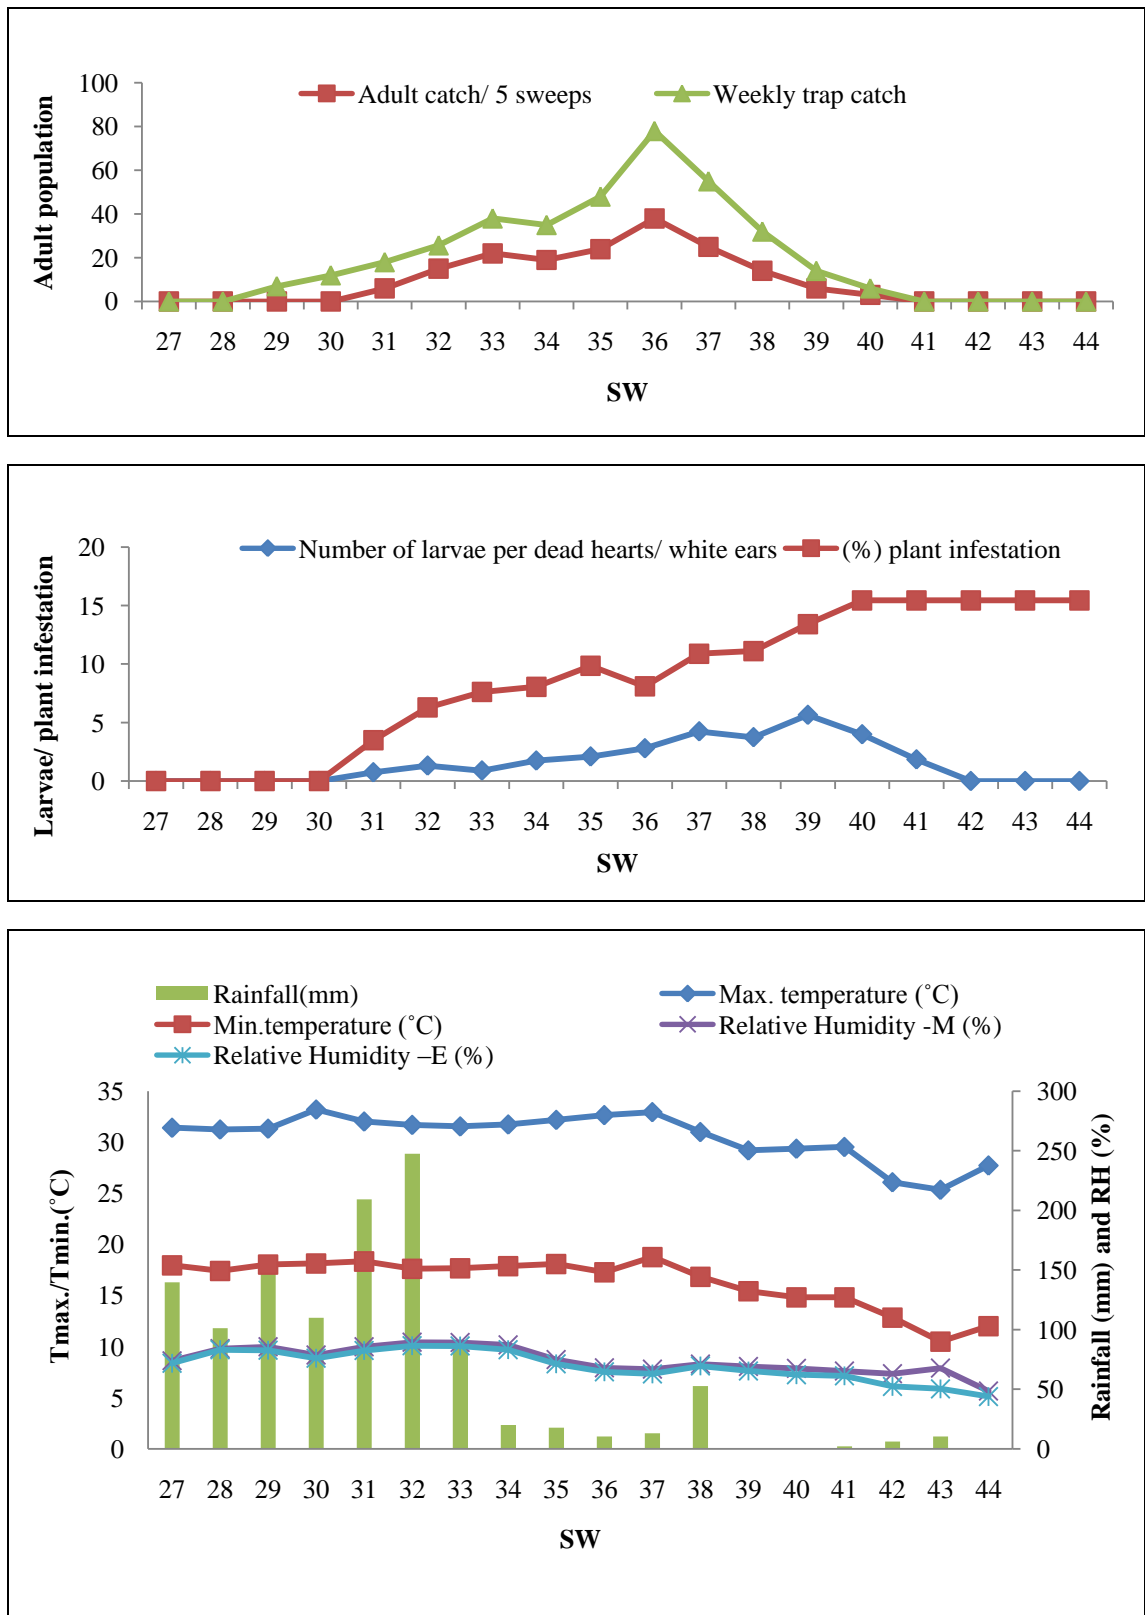 Adult catch/ 5 sweeps Weekly trap catch
Adult population
100
80
60
40
20
0
27 28 29 30 31 32 33 34 35 36 37 38 39 40 41 42 43 44
SW
Number of larvae per dead hearts/ white ears (%) plant infestation
Larvae/ plant infestation
20
15
10
5
0
27 28 29 30 31 32 33 34 35 36 37 38 39 40 41 42 43 44
SW
Rainfall(mm) Max. temperature (˚C)
Min.temperature (˚C) Relative Humidity -M (%)
Relative Humidity –E (%)
Tmax./Tmin.(˚C)
35
30
25
20
15
10
5
0
300
250
200
150
100
50
0
Rainfall (mm) and RH (%)
27 28 29 30 31 32 33 34 35 36 37 38 39 40 41 42 43 44
SW